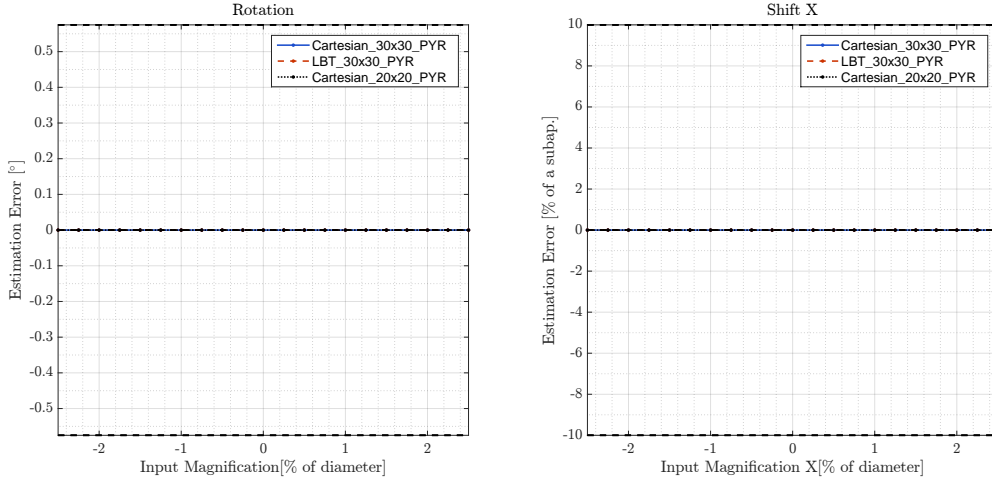 Rotation
Estimation Error [°]
0.5
0.4
0.3
0.2
0.1
0
-0.1
-0.2
-0.3
-0.4
-0.5
Cartesian_30x30_PYR
LBT_30x30_PYR
Cartesian_20x20_PYR
-2 -1 0 1 2
Input Magnification[% of diameter]
Shift X
Estimation Error [% of a subap.]
10
8
6
4
2
0
-2
-4
-6
-8
-10
Cartesian_30x30_PYR
LBT_30x30_PYR
Cartesian_20x20_PYR
-2 -1 0 1 2
Input Magnification X[% of diameter]